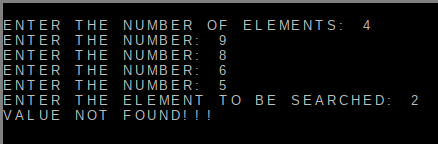 ENTER THE NUMBER OF ELEMENTS: 4
ENTER THE NUMBER: 9
ENTER THE NUMBER: 8
ENTER THE NUMBER: 6
ENTER THE NUMBER: 5
ENTER THE ELEMENT TO BE SEARCHED: 2
VALUE NOT FOUND!!!